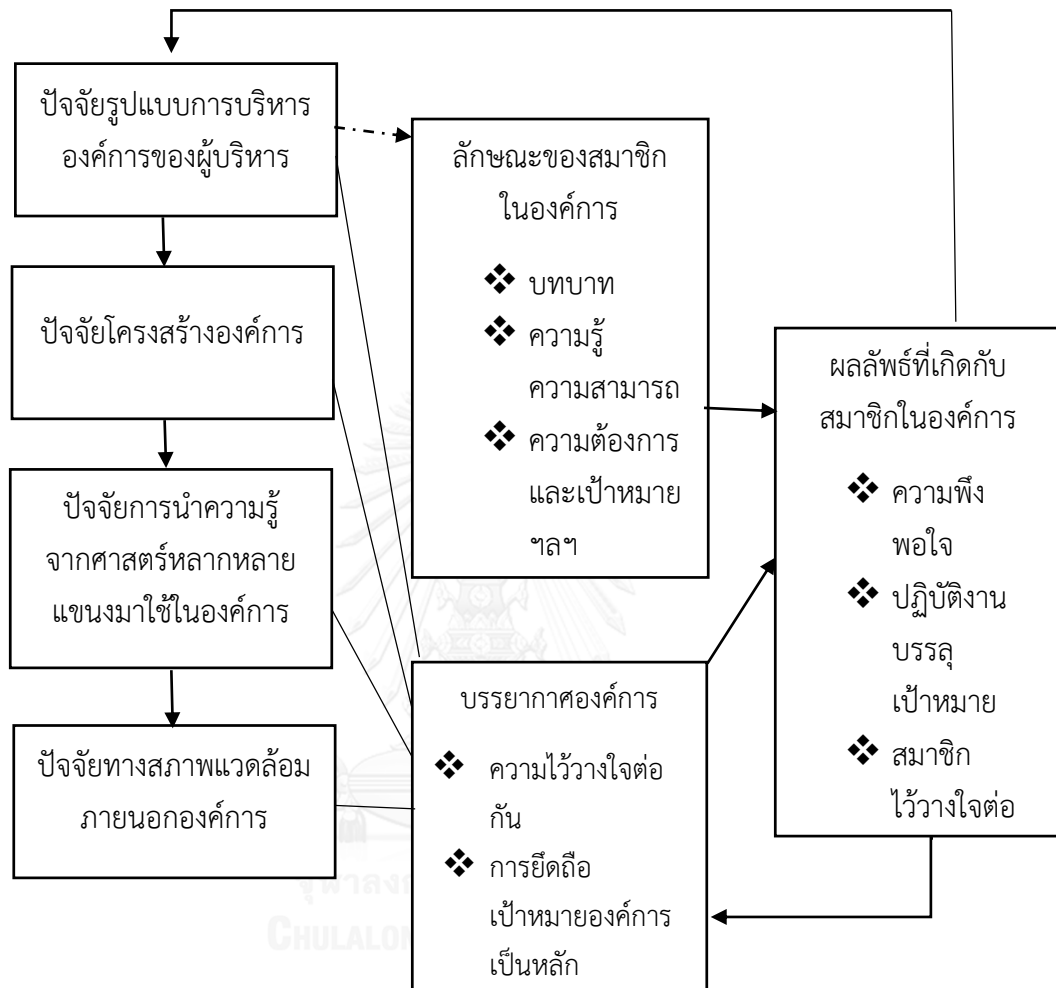 ปัจจัยรูปแบบการบริหาร
องค์การของผู้บริหาร
ปัจจัยโครงสร้างองค์การ
ปัจจัยการนำความรู้
จากศาสตร์หลากหลาย
แขนงมาใช้ในองค์การ
ปัจจัยทางสภาพแวดล้อม
ภายนอกองค์การ
ลักษณะของสมาชิก
ในองค์การ
❖ บทบาท
❖ ความรู้
ความสามารถ
❖ ความต้องการ
และเป้าหมาย
ฯลฯ
บรรยากาศองค์การ
❖ ความไว้วางใจต่อ
กัน
❖ การยึดถือ
เป้าหมายองค์การ
เป็นหลัก
ผลลัพธ์ที่เกิดกับ
สมาชิกในองค์การ
❖ ความพึง
พอใจ
❖ ปฏิบัติงาน
บรรลุ
เป้าหมาย
❖ สมาชิก
ไว้วางใจต่อ